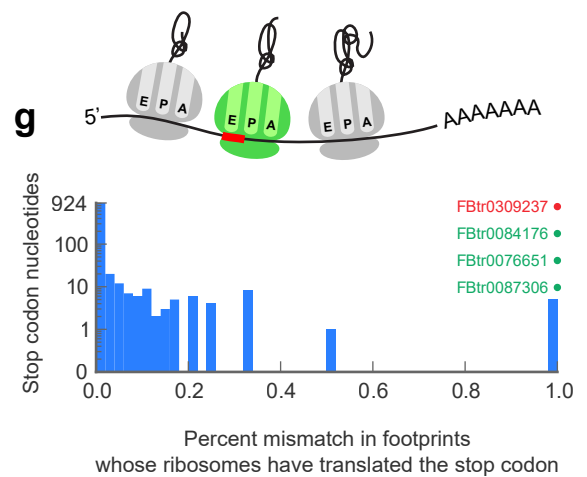 g
5'
E P A
E P A
E P A
AAAAAAA
Stop codon nucleotides
924
100
10
1
0
FBtr0309237
FBtr0084176
FBtr0076651
FBtr0087306
0.0 0.2 0.4 0.6 0.8 1.0
Percent mismatch in footprints
whose ribosomes have translated the stop codon